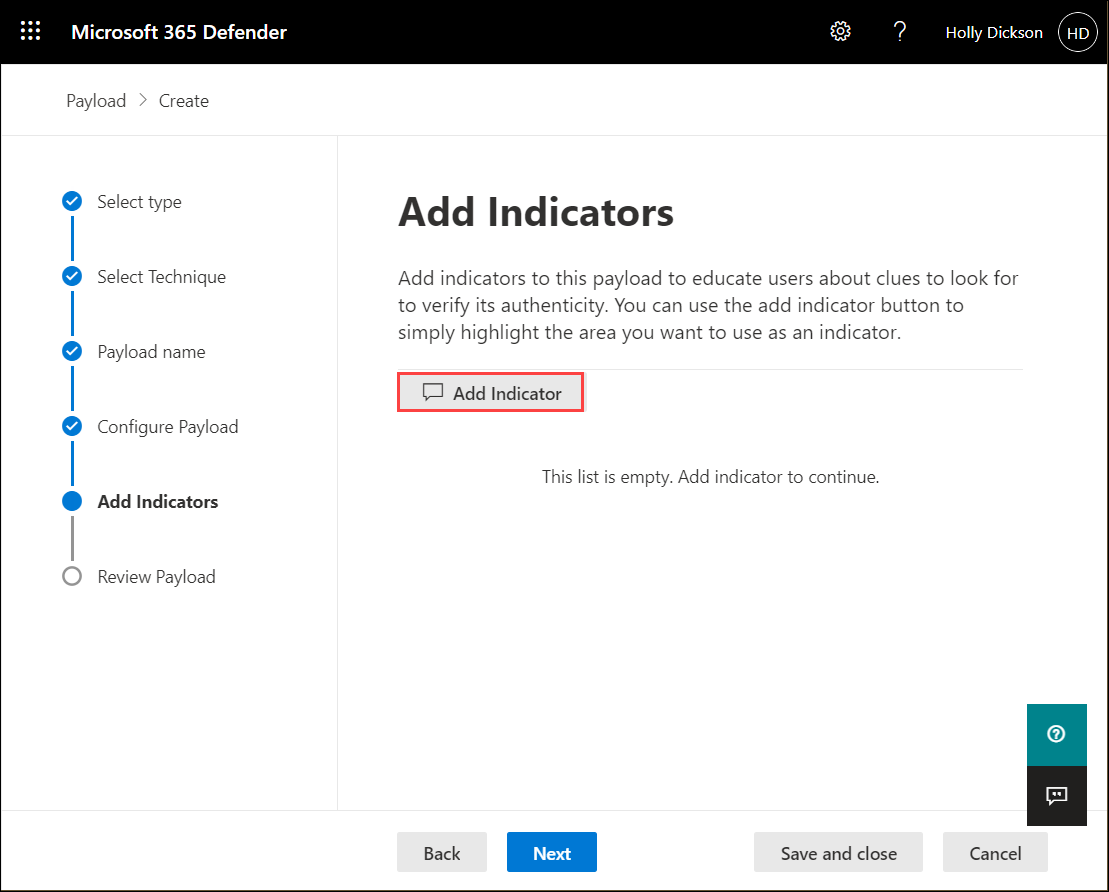 Microsoft 365 Defender
?
Holly Dickson
HD
Payload > Create
Select type
Select Technique
Payload name
Configure Payload
Add Indicators
Review Payload
Add Indicators
Add indicators to this payload to educate users about clues to look for
to verify its authenticity. You can use the add indicator button to
simply highlight the area you want to use as an indicator.
Add Indicator
This list is empty. Add indicator to continue.
?
Back
Next
Save and close
Cancel